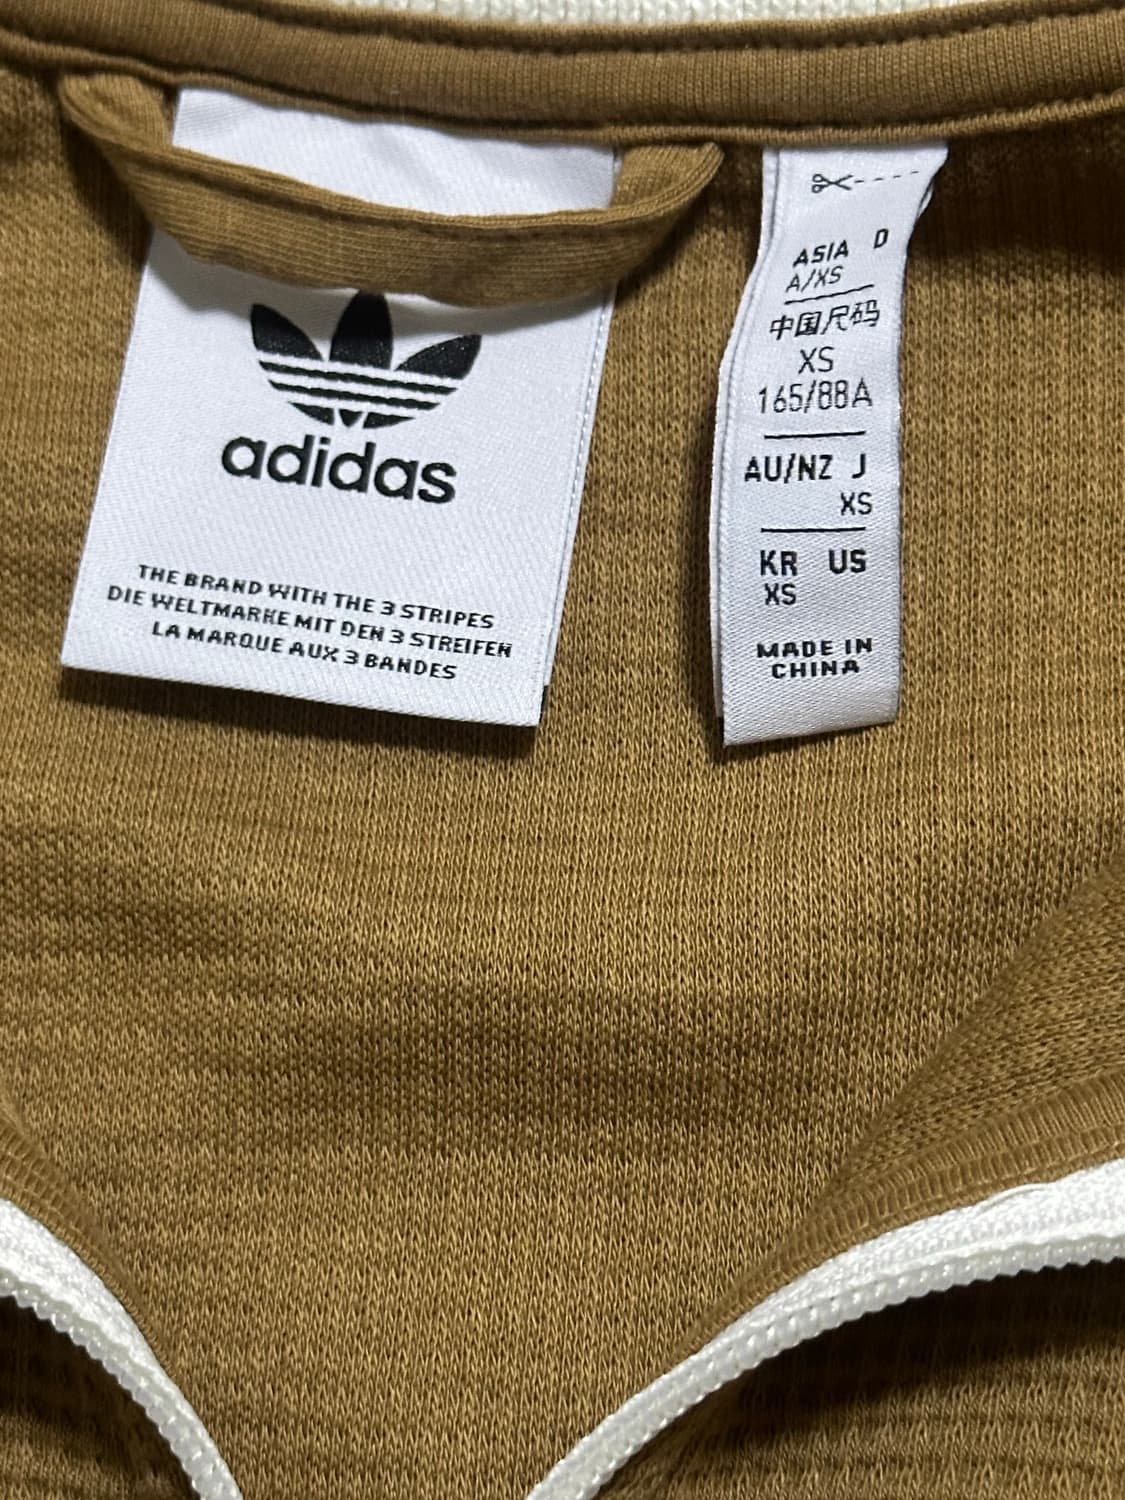 adidas
THE BRAND WITH THE 3 STRIPES
DIE WELTMARKE MIT DEN 3 STREIFEN
LA MARQUE AUX 3 BANDES
ASIA D
A/XS
中国尺码
XS
165/88A
AU/NZ J
XS
KR US
XS
MADE IN
CHINA